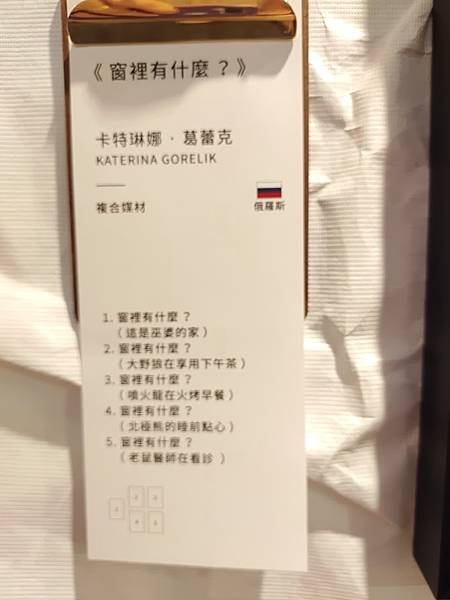 《窗裡有什麼？》
卡特琳娜．葛蕾克
KATERINA GORELIK
複合媒材
俄羅斯
1. 窗裡有什麼？
（這是巫婆的家）
2. 窗裡有什麼？
（大野狼在享用下午茶）
3. 窗裡有什麼？
（噴火龍在火烤早餐）
4. 窗裡有什麼？
（北極熊的睡前點心）
5. 窗裡有什麼？
（老鼠醫師在看診 ）